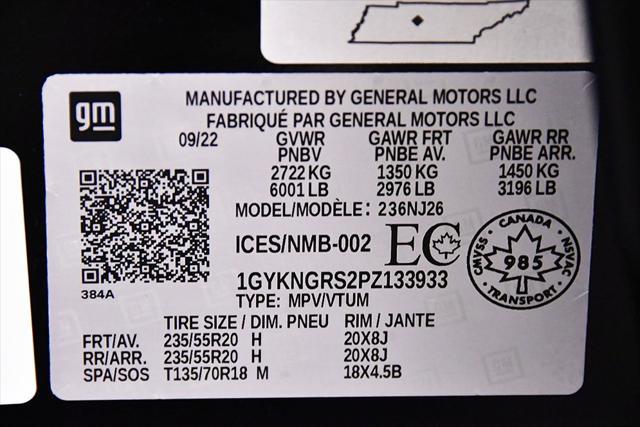 gm
MANUFACTURED BY GENERAL MOTORS LLC
FABRIQUÉ PAR GENERAL MOTORS LLC
09/22 GVWR GAWR FRT GAWR RR
PNBV PNBE AV. PNBE ARR.
2722 KG 1350 KG 1450 KG
6001 LB 2976 LB 3196 LB
MODEL/MODÈLE: 236NJ26
ICES/NMB-002 EC
CANADA
CMVSS 985 NSVAC
TRANSPORT
1GYKNGRS2PZ133933
384A
TYPE: MPV/VTUM
TIRE SIZE / DIM. PNEU RIM / JANTE
FRT/AV. 235/55R20 H 20X8J
RR/ARR. 235/55R20 H 20X8J
SPA/SOS T135/70R18 M 18X4.5B